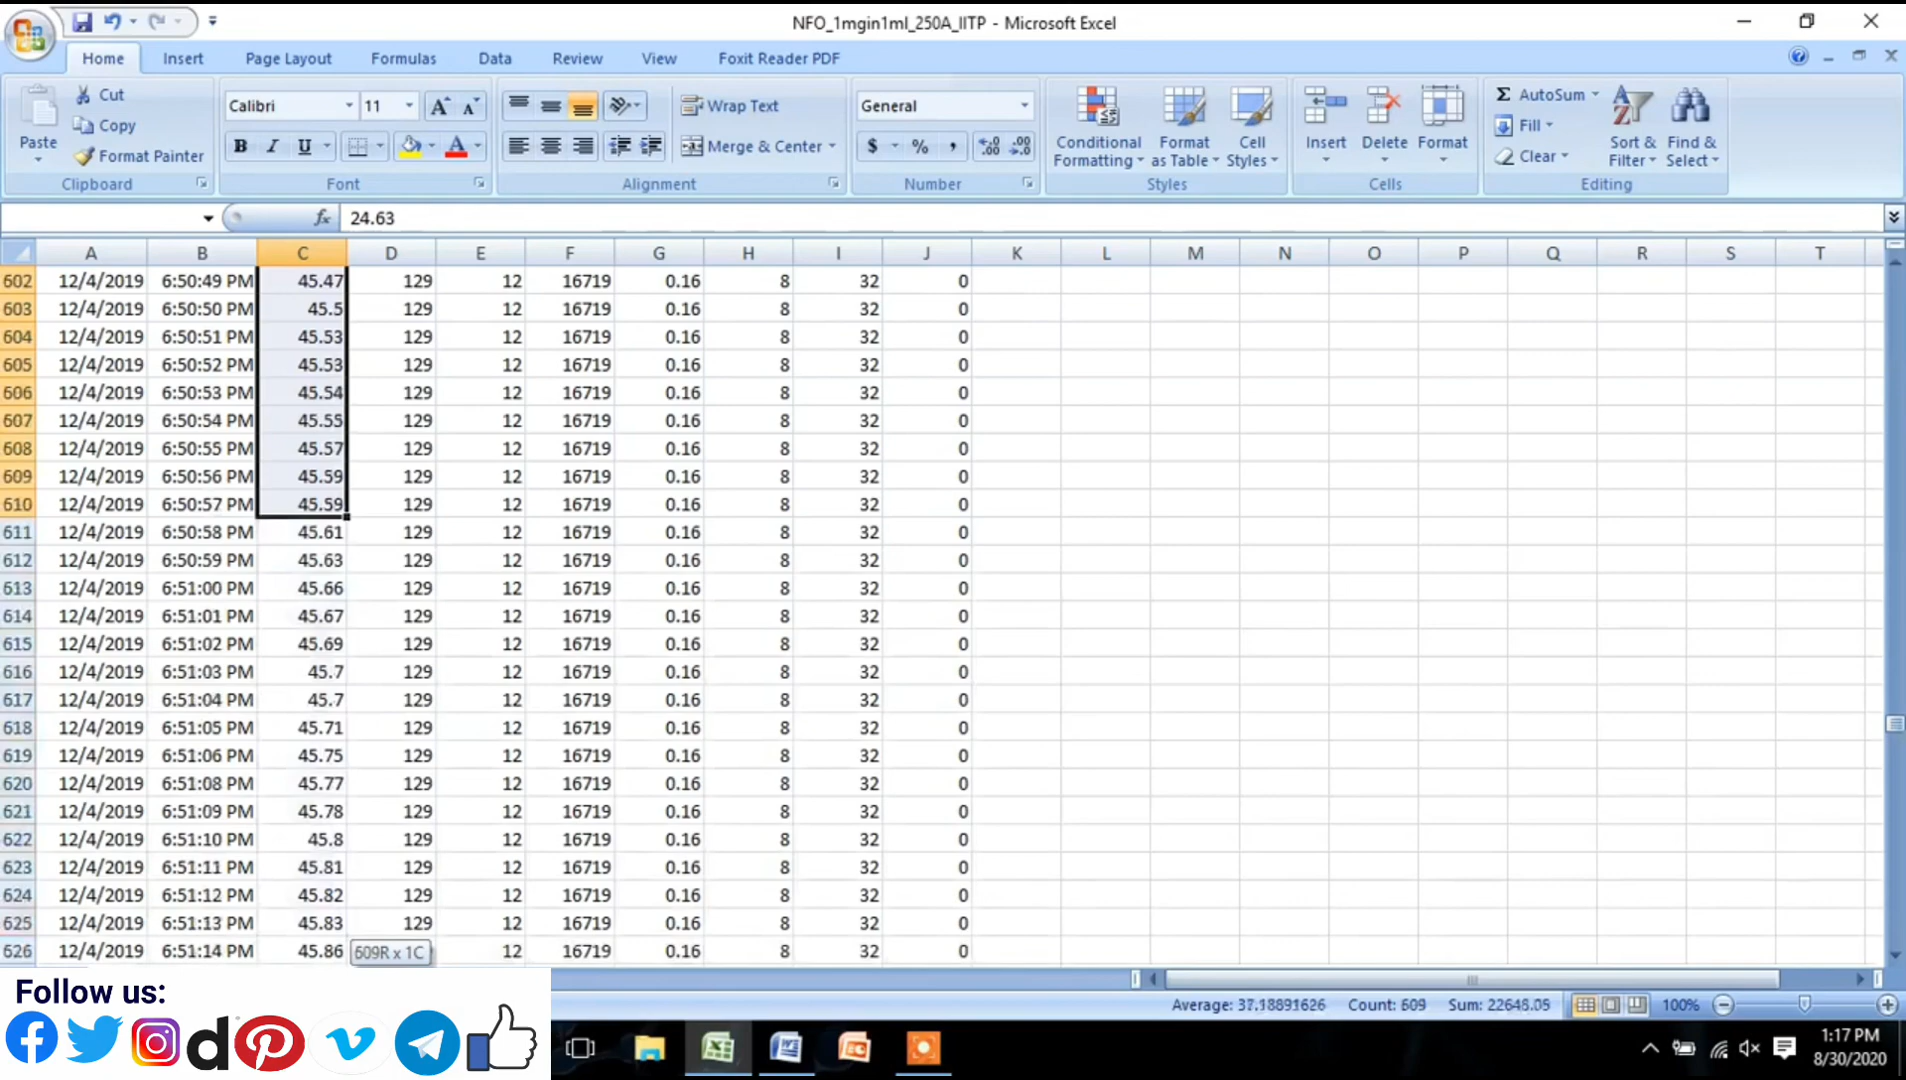 NFO_1mgin1ml_250A_IITP - Microsoft Excel
Home Insert Page Layout Formulas Data Review View Foxit Reader PDF
Paste Cut Copy Format Painter Clipboard
Calibri 11 A A B I U A Font
Wrap Text Merge & Center Alignment
General $ % , .00 Number
Conditional Formatting Format as Table Cell Styles Styles
Insert Delete Format Cells
Σ AutoSum Fill Clear Sort & Filter Find & Select Editing
fx 24.63
A B C D E F G H I J K L M N O P Q R S T
602 12/4/2019 6:50:49 PM 45.47 129 12 16719 0.16 8 32 0
603 12/4/2019 6:50:50 PM 45.5 129 12 16719 0.16 8 32 0
604 12/4/2019 6:50:51 PM 45.53 129 12 16719 0.16 8 32 0
605 12/4/2019 6:50:52 PM 45.53 129 12 16719 0.16 8 32 0
606 12/4/2019 6:50:53 PM 45.54 129 12 16719 0.16 8 32 0
607 12/4/2019 6:50:54 PM 45.55 129 12 16719 0.16 8 32 0
608 12/4/2019 6:50:55 PM 45.57 129 12 16719 0.16 8 32 0
609 12/4/2019 6:50:56 PM 45.59 129 12 16719 0.16 8 32 0
610 12/4/2019 6:50:57 PM 45.59 129 12 16719 0.16 8 32 0
611 12/4/2019 6:50:58 PM 45.61 129 12 16719 0.16 8 32 0
612 12/4/2019 6:50:59 PM 45.63 129 12 16719 0.16 8 32 0
613 12/4/2019 6:51:00 PM 45.66 129 12 16719 0.16 8 32 0
614 12/4/2019 6:51:01 PM 45.67 129 12 16719 0.16 8 32 0
615 12/4/2019 6:51:02 PM 45.69 129 12 16719 0.16 8 32 0
616 12/4/2019 6:51:03 PM 45.7 129 12 16719 0.16 8 32 0
617 12/4/2019 6:51:04 PM 45.7 129 12 16719 0.16 8 32 0
618 12/4/2019 6:51:05 PM 45.71 129 12 16719 0.16 8 32 0
619 12/4/2019 6:51:06 PM 45.75 129 12 16719 0.16 8 32 0
620 12/4/2019 6:51:08 PM 45.77 129 12 16719 0.16 8 32 0
621 12/4/2019 6:51:09 PM 45.78 129 12 16719 0.16 8 32 0
622 12/4/2019 6:51:10 PM 45.8 129 12 16719 0.16 8 32 0
623 12/4/2019 6:51:11 PM 45.81 129 12 16719 0.16 8 32 0
624 12/4/2019 6:51:12 PM 45.82 129 12 16719 0.16 8 32 0
625 12/4/2019 6:51:13 PM 45.83 129 12 16719 0.16 8 32 0
626 12/4/2019 6:51:14 PM 45.86 609R x 1C 12 16719 0.16 8 32 0
Follow us:
Average: 37.18891626 Count: 609 Sum: 22648.05 100%
1:17 PM
8/30/2020